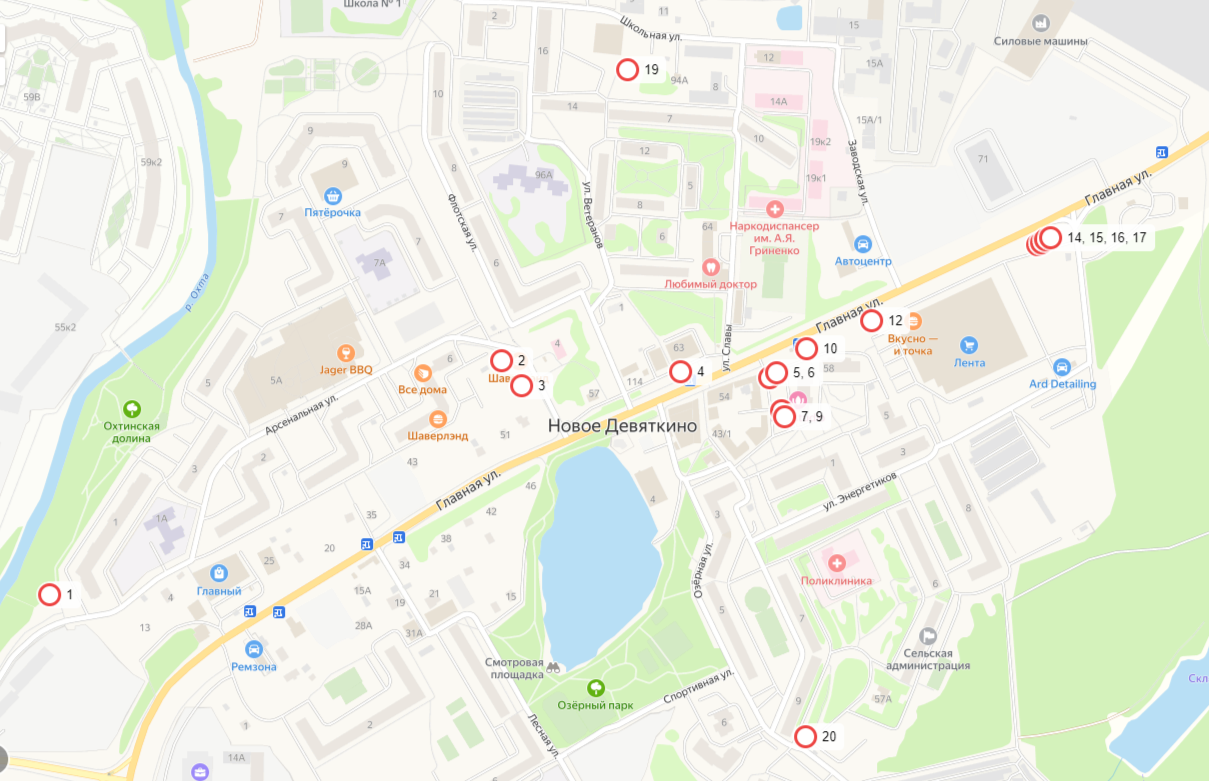 Школа № 1
2
11
15
Школьная ул.
Силовые машины
16
19
94А
12
15А
59В
10
8
14
14А
15А/1
9
7
10
19к2
59к2
9
8
96А
12
71
Заводская ул.
5
19к1
Главная ул.
Пятёрочка
7
Флотская ул.
7
ул. Ветеранов
8
6
64
Наркодиспансер
им. А.Я.
Гриненко
14, 15, 16, 17
7А
6
Автоцентр
р. Охта
Любимый доктор
55к2
1
Главная ул.
12
Вкусно —
и точка
ул. Славы
4
63
10
Лента
6
2
Jager BBQ
5А
5
Все дома
Шав
3
57
114
4
5, 6
Ard Detailing
54
Охтинская
долина
Арсенальная ул.
Шаверлэнд
51
Новое Девяткино
43/1
7, 9
5
3
2
43
1
3
46
Главная ул.
ул. Энергетиков
4
42
35
3
8
1
1А
38
20
34
Озёрная ул.
25
Поликлиника
Главный
15А
21
15
1
4
19
5
7
13
28А
31А
Сельская
администрация
Ремзона
Смотровая
площадка
Спортивная ул.
Скл
Озёрный парк
9
57А
1
2
Лесная ул.
6
20
14А